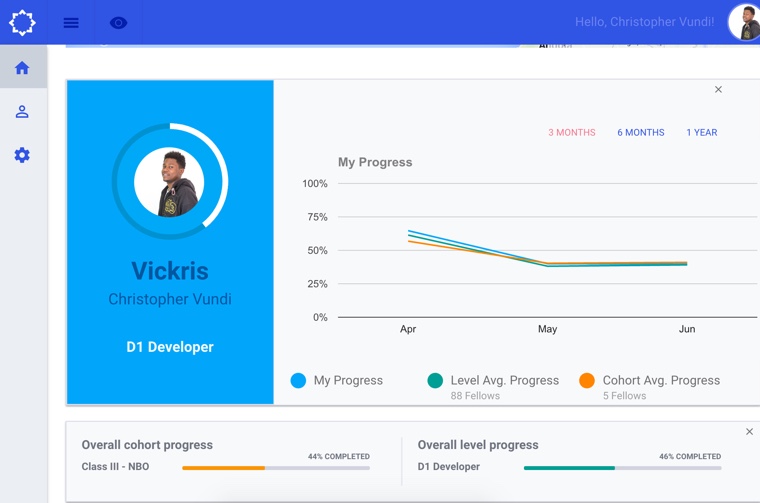 Hello, Christopher Vundi!
3 MONTHS 6 MONTHS 1 YEAR
My Progress
100%
75%
50%
25%
0%
Apr May Jun
Vickris
Christopher Vundi
D1 Developer
My Progress
Level Avg. Progress
88 Fellows
Cohort Avg. Progress
5 Fellows
Overall cohort progress
44% COMPLETED
Class III - NBO
Overall level progress
46% COMPLETED
D1 Developer